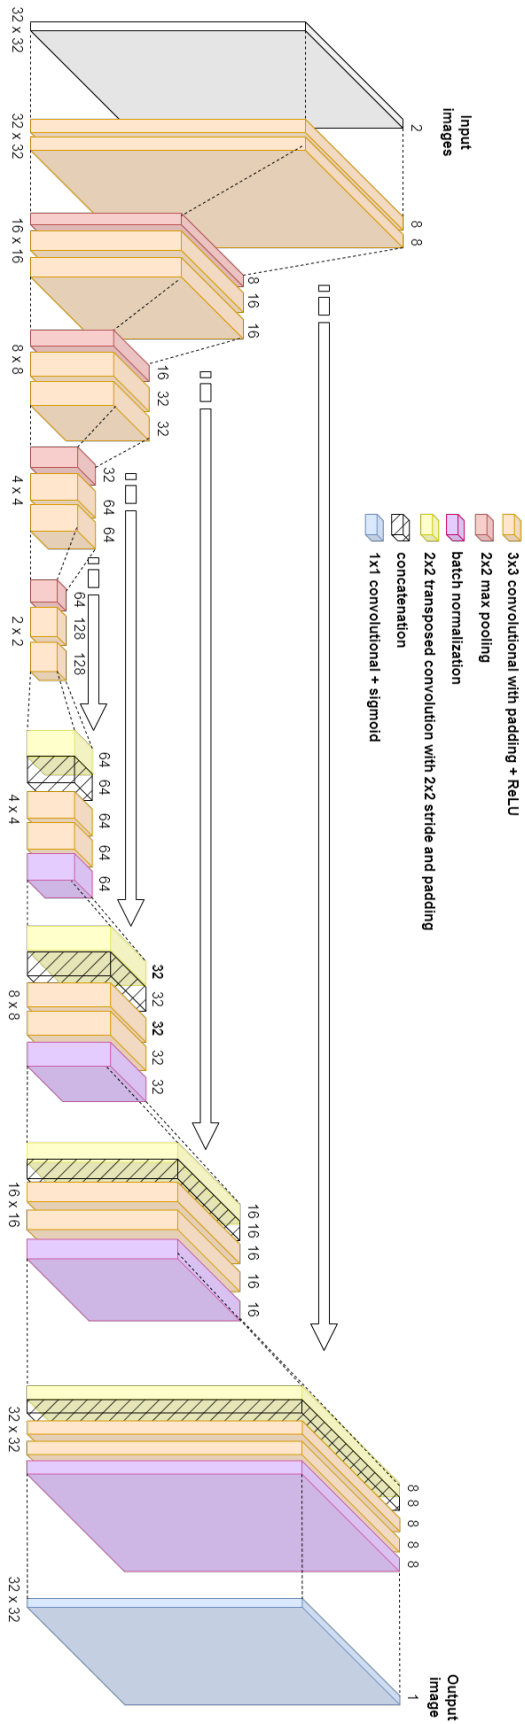 3x3 convolutional with padding + ReLU
2x2 max pooling
batch normalization
2x2 transposed convolution with 2x2 stride and padding
concatenation
1x1 convolutional + sigmoid
Input
images
2
8 8
8 16 16
16 32 32
32 64 64
64 128 128
64 64 64 64 64
32 32 32 32 32
16 16 16 16 16
8 8 8 8 8
Output
image
1
32 x 32
32 x 32
16 x 16
8 x 8
4 x 4
2 x 2
4 x 4
8 x 8
16 x 16
32 x 32
32 x 32